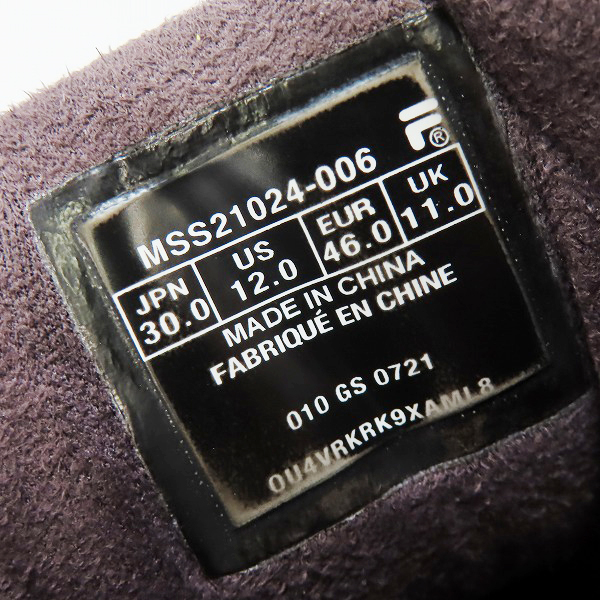 F®
MSS21024-006
JPN US EUR UK
30.0 12.0 46.0 11.0
MADE IN CHINA
FABRIQUÉ EN CHINE
010 GS 0721
0U4VRKRK9XAML8